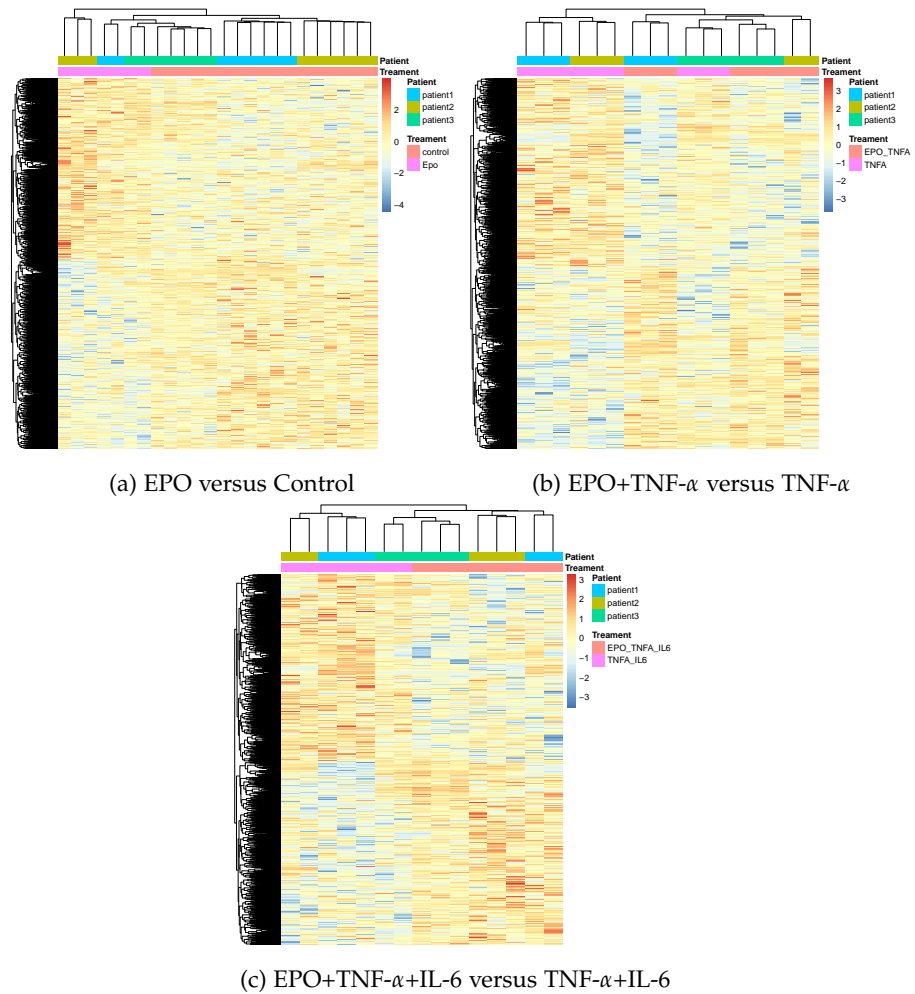 Patient
Treament
Patient
patient1
patient2
patient3
Treament
control
Epo
2
0
−2
−4
(a) EPO versus Control
Patient
Treament
Patient
patient1
patient2
patient3
Treament
EPO_TNFA
TNFA
3
2
1
0
−1
−2
−3
(b) EPO+TNF-α versus TNF-α
Patient
Treament
Patient
patient1
patient2
patient3
Treament
EPO_TNFA_IL6
TNFA_IL6
3
2
1
0
−1
−2
−3
(c) EPO+TNF-α+IL-6 versus TNF-α+IL-6